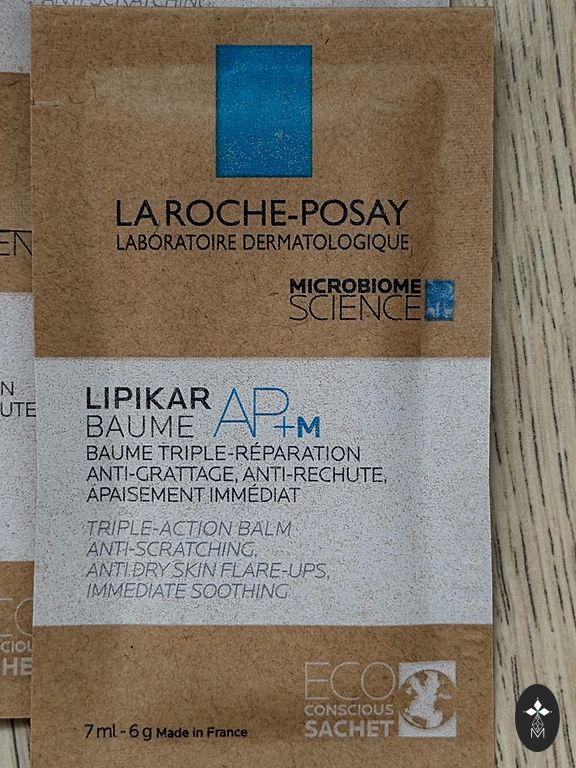 ANTI-SCRATCHING,
LA ROCHE-POSAY
LABORATOIRE DERMATOLOGIQUE
MICROBIOME
SCIENCE
LIPIKAR
BAUME AP+M
BAUME TRIPLE-RÉPARATION
ANTI-GRATTAGE, ANTI-RECHUTE,
APAISEMENT IMMÉDIAT
TRIPLE-ACTION BALM
ANTI-SCRATCHING,
ANTI DRY SKIN FLARE-UPS,
IMMEDIATE SOOTHING
ECO
CONSCIOUS
SACHET
7 ml - 6 g Made in France
M